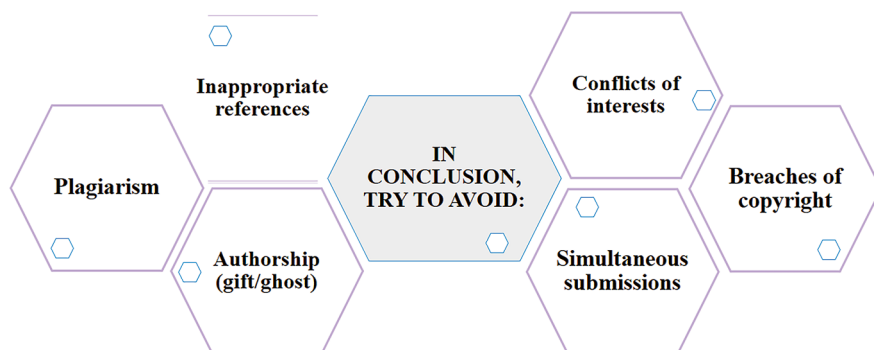 Inappropriate
references
Plagiarism
Authorship
(gift/ghost)
IN
CONCLUSION,
TRY TO AVOID:
Conflicts of
interests
Simultaneous
submissions
Breaches of
copyright